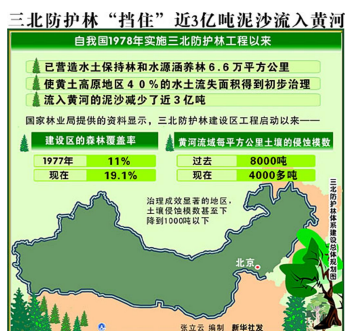 三北防护林“挡住”近3亿吨泥沙流入黄河
自我国1978年实施三北防护林工程以来
已营造水土保持林和水源涵养林6.6万平方公里
使黄土高原地区40%的水土流失面积得到初步治理
流入黄河的泥沙减少了近3亿吨
国家林业局提供的资料显示，三北防护林建设区工程启动以来——
建设区的森林覆盖率
1977年 11%
现在 19.1%
黄河流域每平方公里土壤的侵蚀模数
过去 8000吨
现在 4000多吨
治理成效显著的地区，
土壤侵蚀模数甚至下
降到1000吨以下
北京
三北防护林体系建设总体规划图
张立云 编制 新华社发